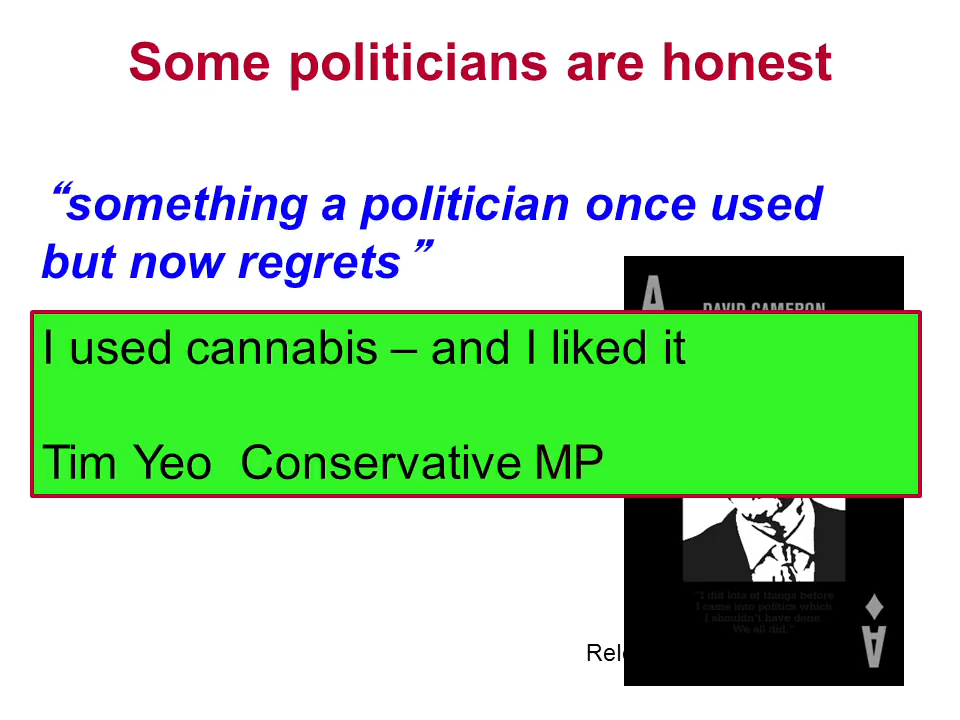 Some politicians are honest
“something a politician once used
but now regrets”
A
DAVID CAMERON
I used cannabis – and I liked it
Tim Yeo  Conservative MP
"I did lots of things before
I came into politics which
I shouldn't have done.
We all did."
A